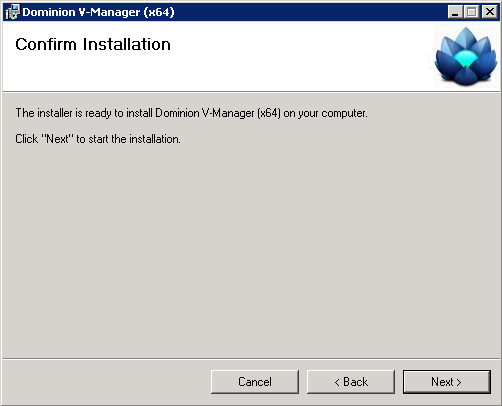 Dominion V-Manager (x64)
Confirm Installation
The installer is ready to install Dominion V-Manager (x64) on your computer.
Click "Next" to start the installation.
Cancel
< Back
Next >